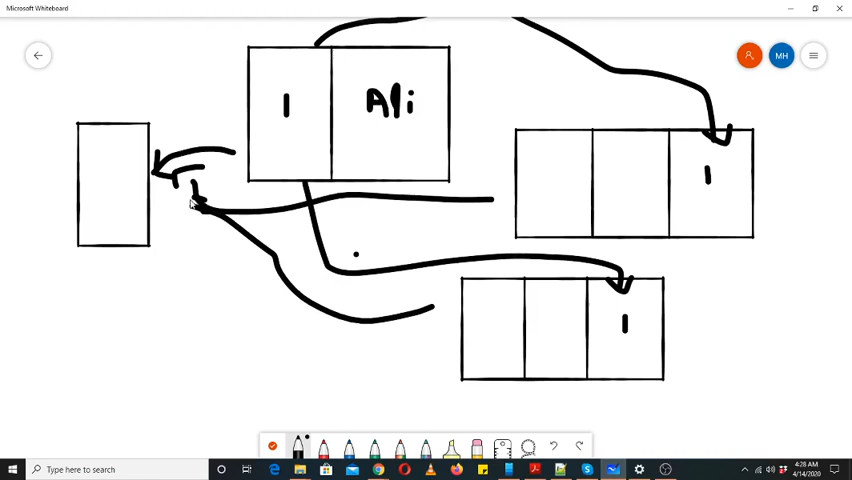 Microsoft Whiteboard
MH
1 Ali
1
1
Type here to search
4:28 AM
4/14/2020